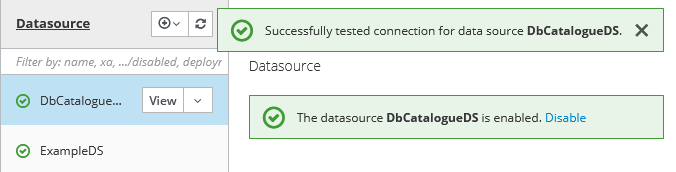 Datasource
Successfully tested connection for data source DbCatalogueDS.
Filter by: name, xa, .../disabled, deploym
Datasource
DbCatalogue...
View
The datasource DbCatalogueDS is enabled. Disable
ExampleDS